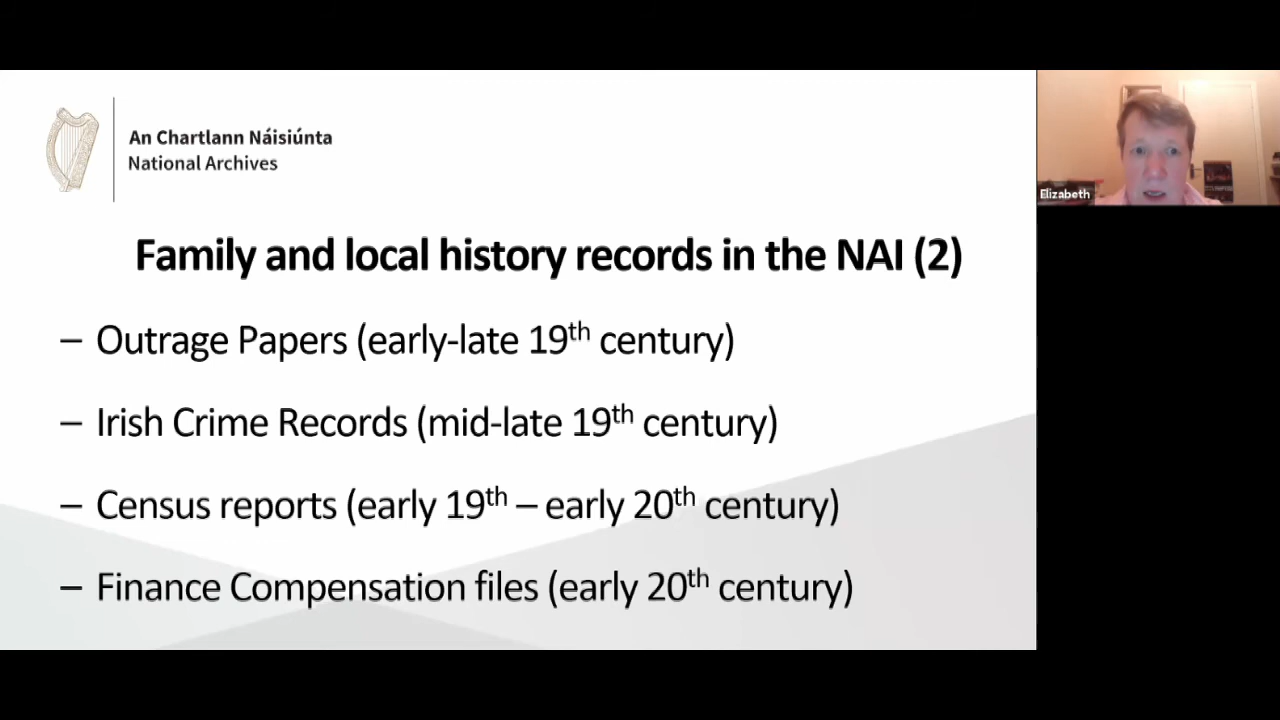 An Chartlann Náisiúnta
National Archives
Elizabeth
Family and local history records in the NAI (2)
– Outrage Papers (early-late 19th century)
– Irish Crime Records (mid-late 19th century)
– Census reports (early 19th – early 20th century)
– Finance Compensation files (early 20th century)